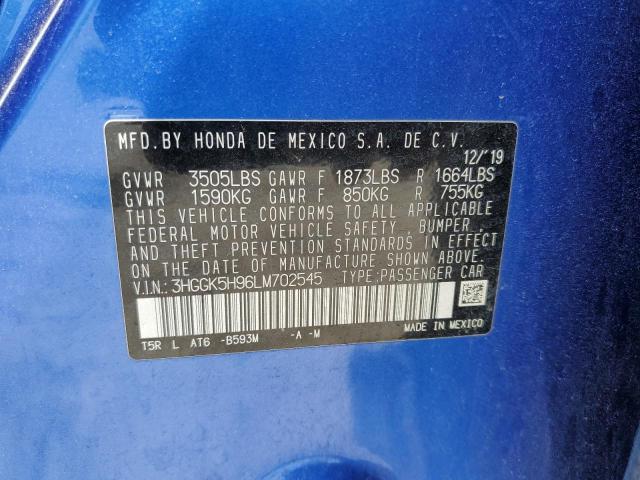 MFD.BY HONDA DE MEXICO S.A. DE C.V.
12/'19
GVWR 3505LBS GAWR F 1873LBS R 1664LBS
GVWR 1590KG GAWR F 850KG R 755KG
THIS VEHICLE CONFORMS TO ALL APPLICABLE
FEDERAL MOTOR VEHICLE SAFETY, BUMPER,
AND THEFT PREVENTION STANDARDS IN EFFECT
ON THE DATE OF MANUFACTURE SHOWN ABOVE.
V.I.N.:3HGGK5H96LM702545 TYPE:PASSENGER CAR
MADE IN MEXICO
T5R L AT6 -B593M -A -M